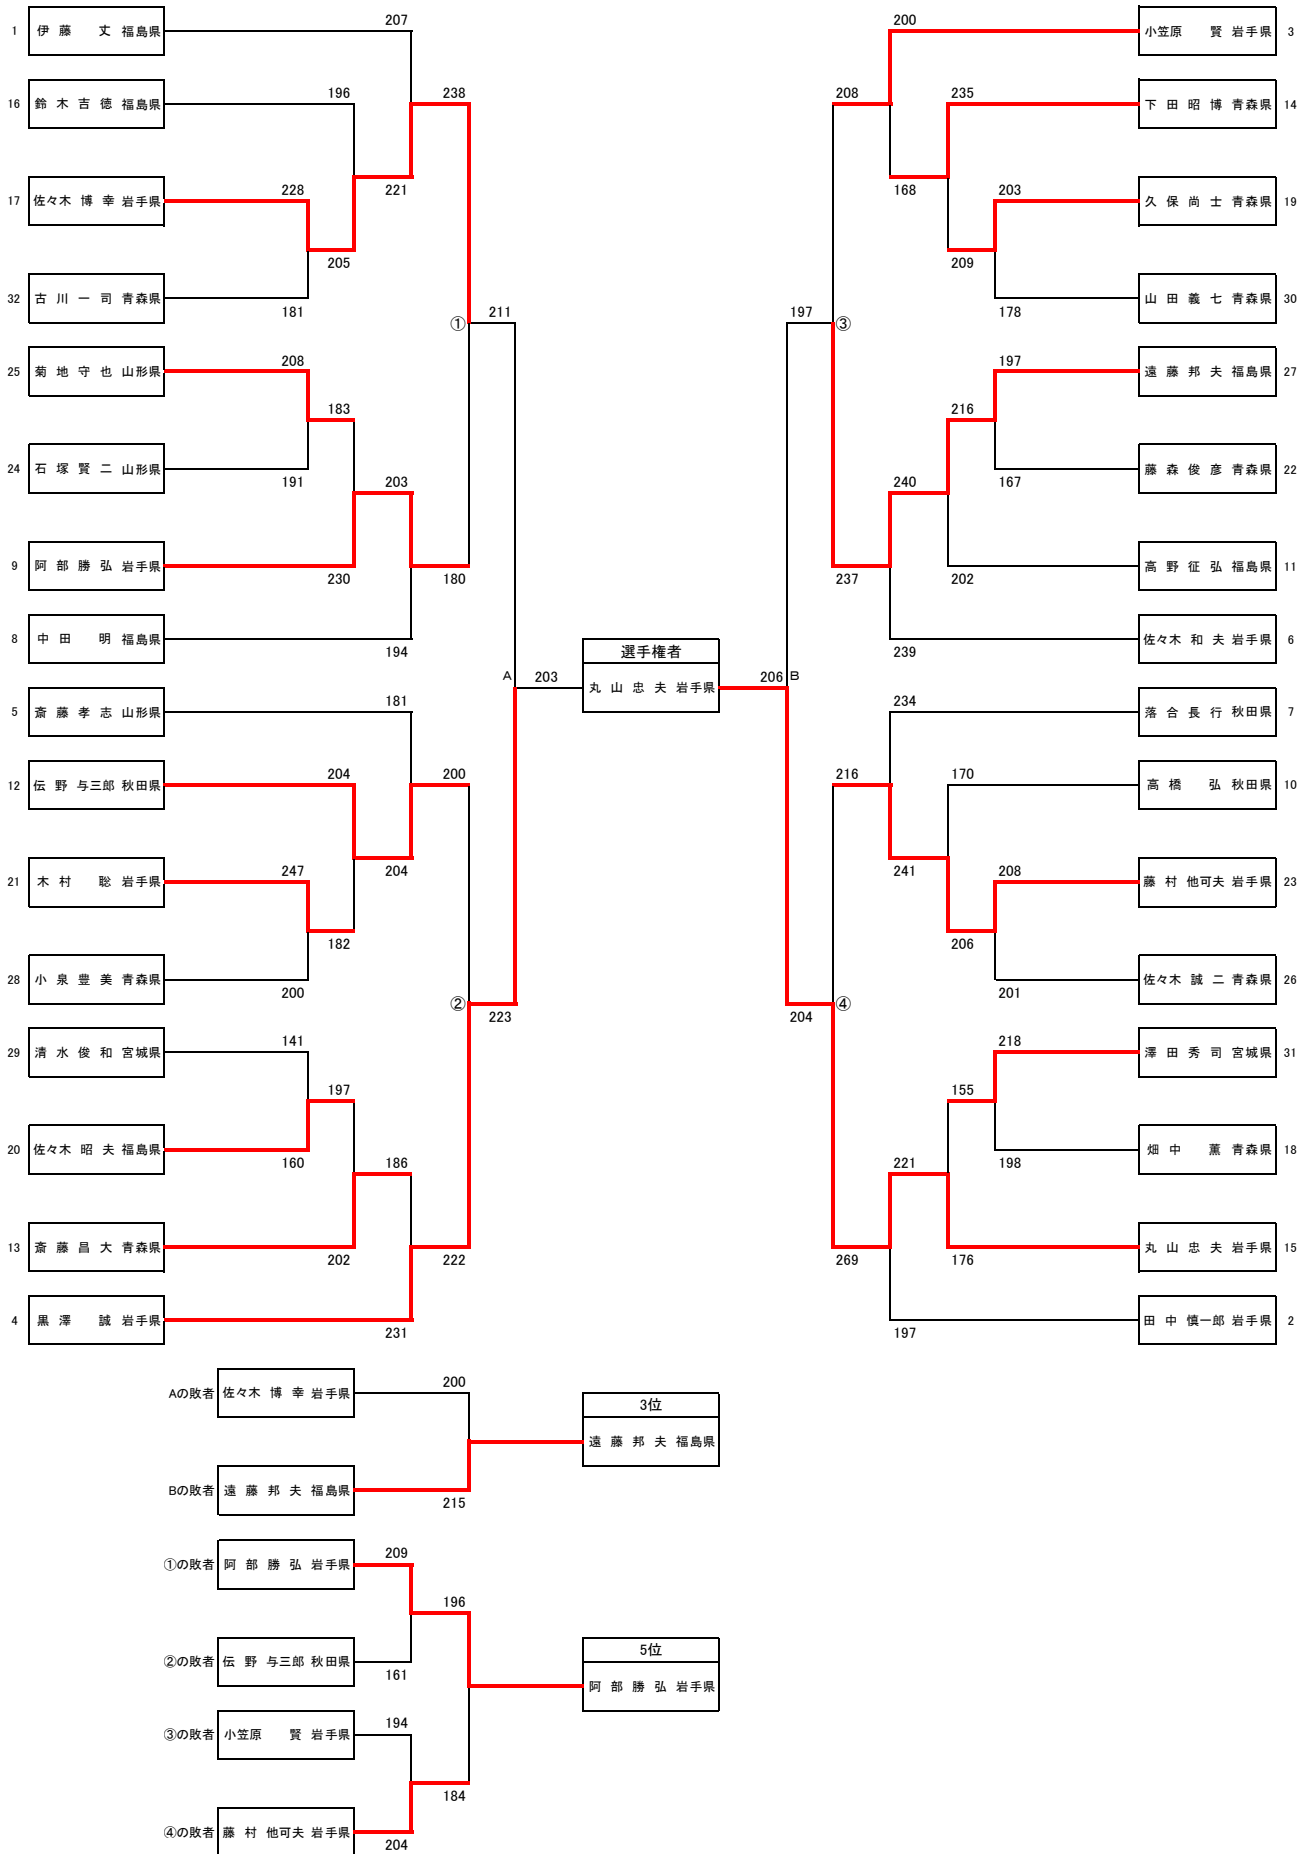 207
200
1 伊藤 丈 福島県
小笠原 賢 岩手県 3
196
238
208
235
16 鈴木吉徳 福島県
下田昭博 青森県 14
228
221
168
203
17 佐々木 博幸 岩手県
久保尚士 青森県 19
205
209
32 古川一司 青森県
山田義七 青森県 30
181
211
197
178
①
③
208
197
25 菊地守也 山形県
遠藤邦夫 福島県 27
183
216
24 石塚賢二 山形県
藤森俊彦 青森県 22
191
203
240
167
9 阿部勝弘 岩手県
高野征弘 福島県 11
230
180
237
202
8 中田 明 福島県
佐々木 和夫 岩手県 6
194
選手権者
239
A 203
丸山忠夫 岩手県
206 B
181
234
5 斎藤孝志 山形県
落合長行 秋田県 7
204
200
216
170
12 伝野 与三郎 秋田県
高橋 弘 秋田県 10
247
204
241
208
21 木村 聡 岩手県
藤村 他可夫 岩手県 23
182
206
28 小泉豊美 青森県
佐々木 誠二 青森県 26
200
201
②
④
223
204
141
218
29 清水俊和 宮城県
澤田秀司 宮城県 31
197
155
20 佐々木 昭夫 福島県
畑中 薫 青森県 18
160
186
221
198
13 斎藤昌大 青森県
丸山忠夫 岩手県 15
202
222
269
176
4 黒澤 誠 岩手県
田中 慎一郎 岩手県 2
231
197
Aの敗者 佐々木 博幸 岩手県
200
3位
遠藤邦夫 福島県
Bの敗者 遠藤邦夫 福島県
215
①の敗者 阿部勝弘 岩手県
209
196
②の敗者 伝野 与三郎 秋田県
161
5位
阿部勝弘 岩手県
③の敗者 小笠原 賢 岩手県
194
184
④の敗者 藤村 他可夫 岩手県
204